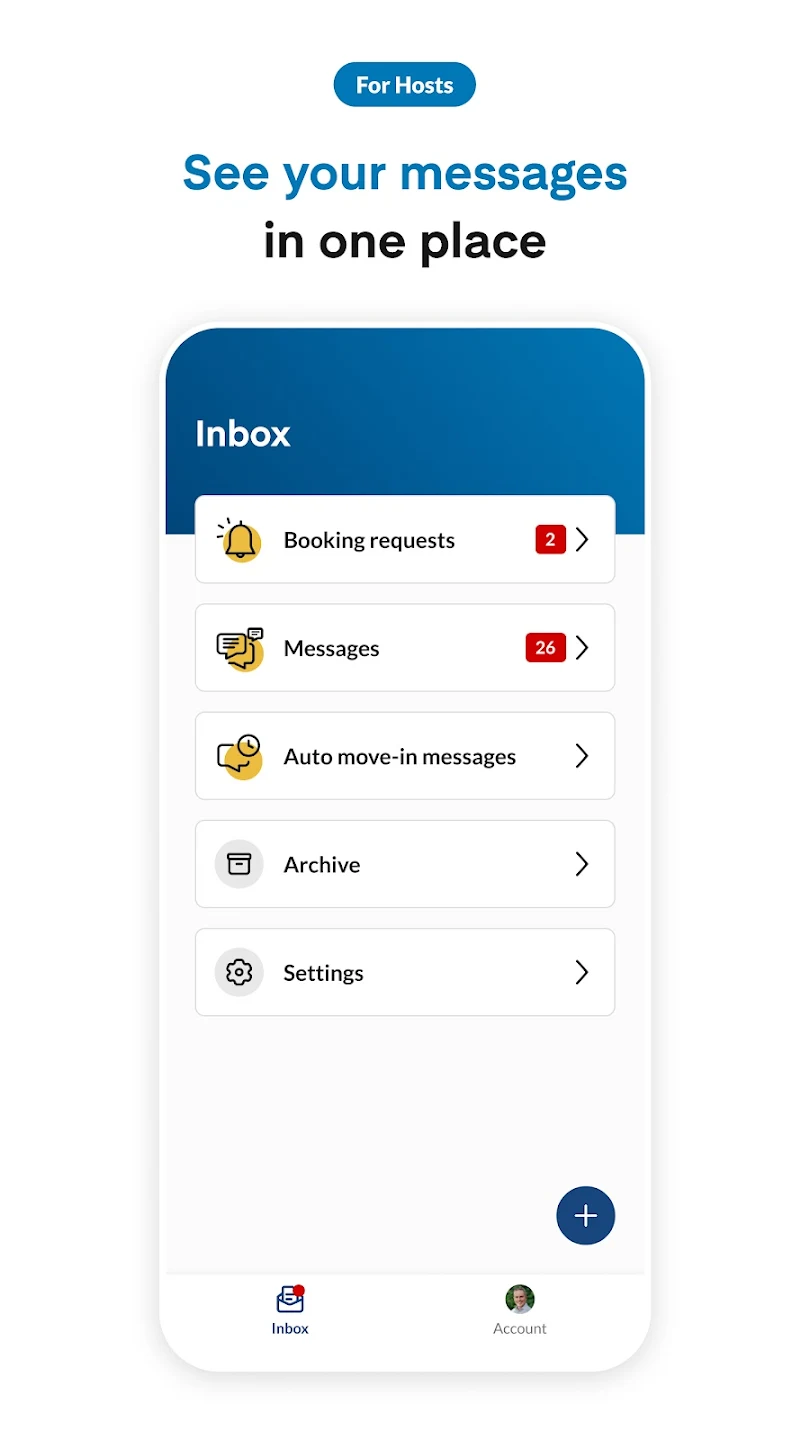 For Hosts
See your messages
in one place
Inbox
Booking requests 2
Messages 26
Auto move-in messages
Archive
Settings
Inbox Account